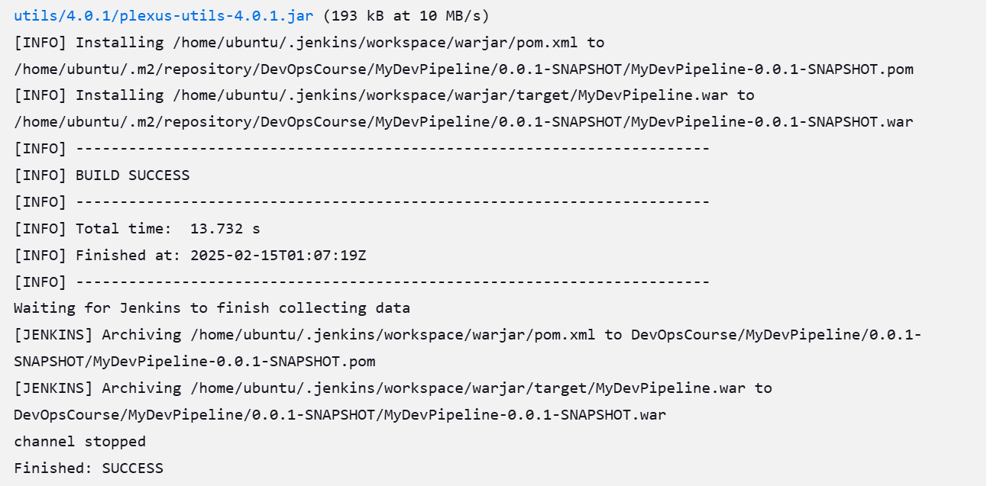 utils/4.0.1/plexus-utils-4.0.1.jar (193 kB at 10 MB/s)
[INFO] Installing /home/ubuntu/.jenkins/workspace/warjar/pom.xml to
/home/ubuntu/.m2/repository/DevOpsCourse/MyDevPipeline/0.0.1-SNAPSHOT/MyDevPipeline-0.0.1-SNAPSHOT.pom
[INFO] Installing /home/ubuntu/.jenkins/workspace/warjar/target/MyDevPipeline.war to
/home/ubuntu/.m2/repository/DevOpsCourse/MyDevPipeline/0.0.1-SNAPSHOT/MyDevPipeline-0.0.1-SNAPSHOT.war
[INFO] ------------------------------------------------------------------------
[INFO] BUILD SUCCESS
[INFO] ------------------------------------------------------------------------
[INFO] Total time:  13.732 s
[INFO] Finished at: 2025-02-15T01:07:19Z
[INFO] ------------------------------------------------------------------------
Waiting for Jenkins to finish collecting data
[JENKINS] Archiving /home/ubuntu/.jenkins/workspace/warjar/pom.xml to DevOpsCourse/MyDevPipeline/0.0.1-
SNAPSHOT/MyDevPipeline-0.0.1-SNAPSHOT.pom
[JENKINS] Archiving /home/ubuntu/.jenkins/workspace/warjar/target/MyDevPipeline.war to
DevOpsCourse/MyDevPipeline/0.0.1-SNAPSHOT/MyDevPipeline-0.0.1-SNAPSHOT.war
channel stopped
Finished: SUCCESS